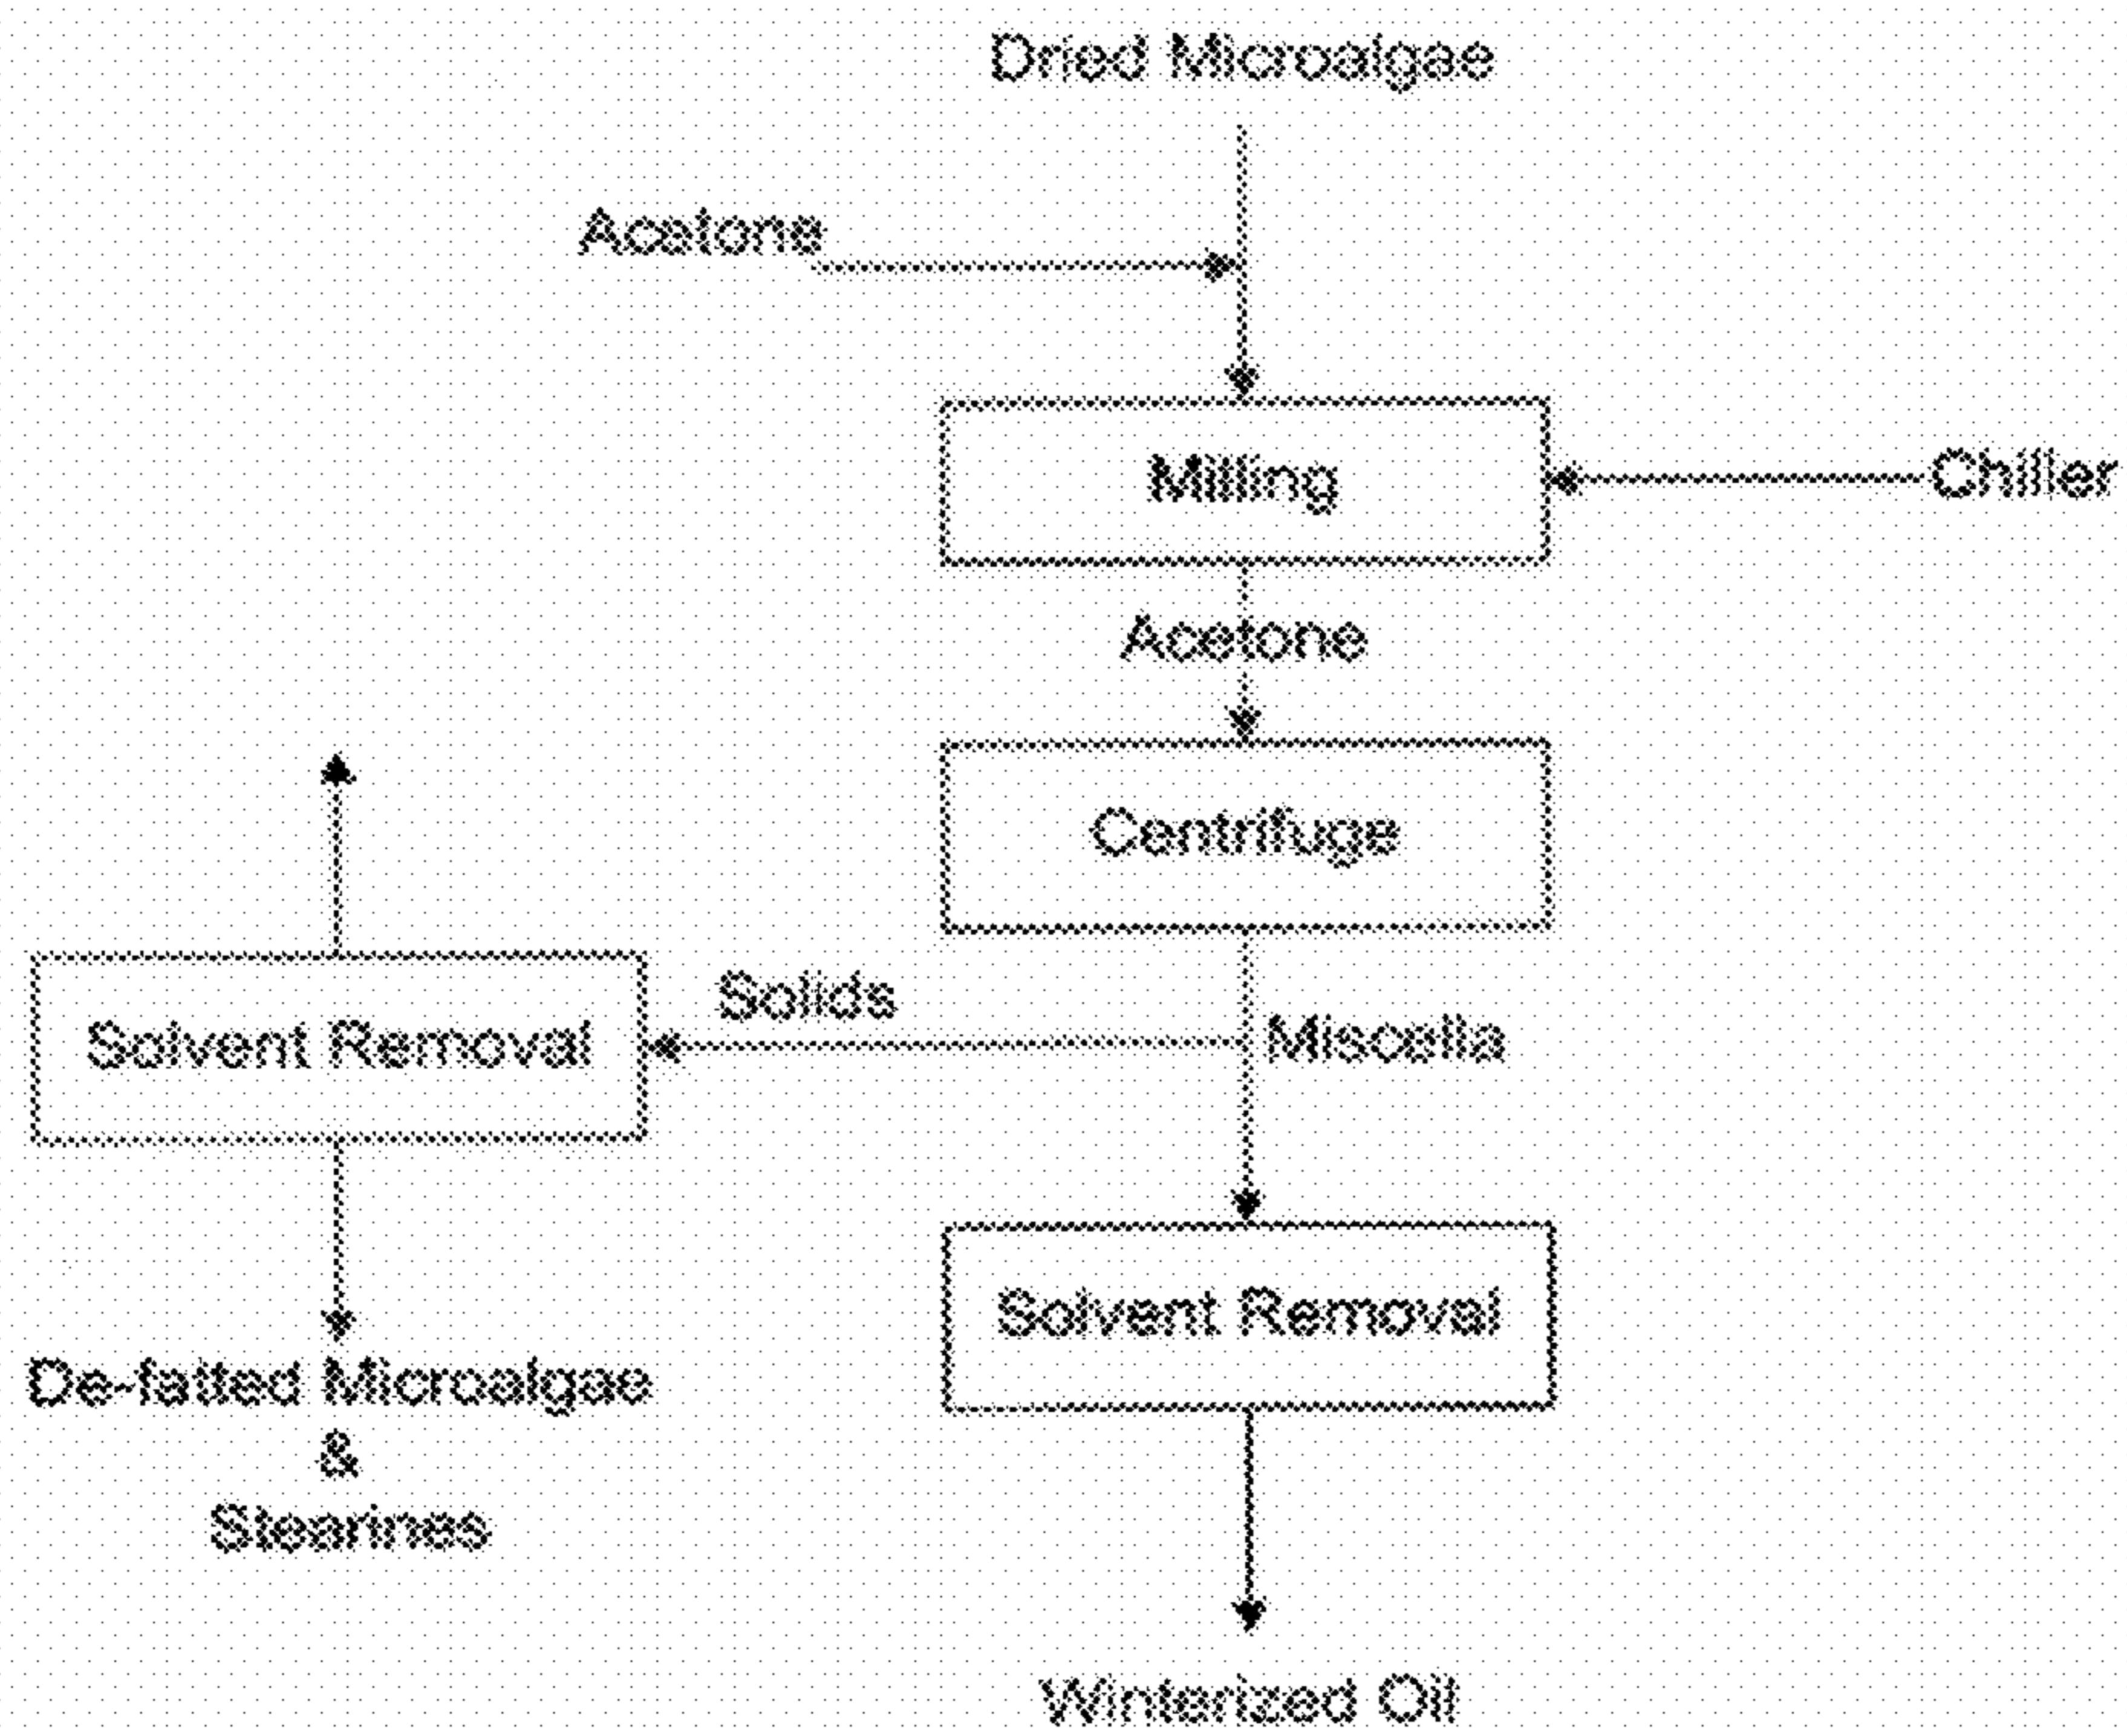 Dried Microalgae
Acetone
Milling
Chiller
Acetone
Centrifuge
Solids
Solvent Removal
Miscella
Solvent Removal
De-fatted Microalgae
&
Stearines
Winterized Oil